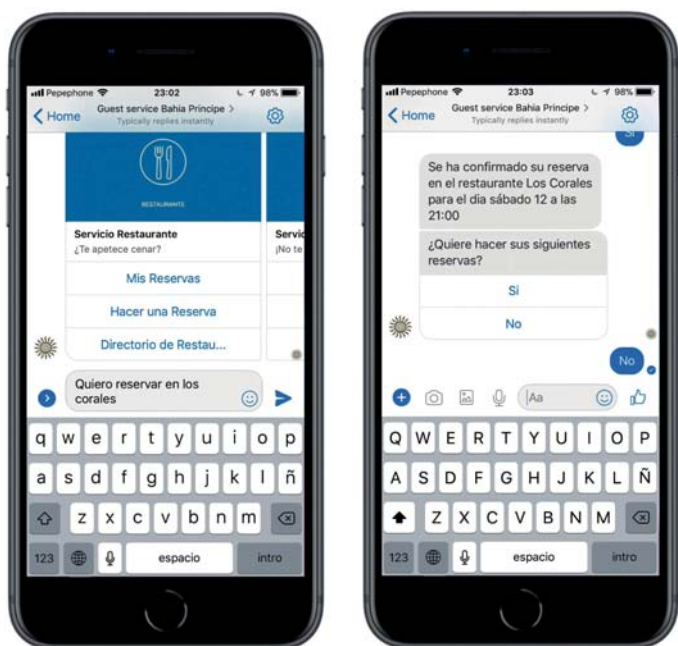 Pepephone 23:02 98%
Home
Guest service Bahia Principe >
Typically replies instantly
RESTAURANTE
Servicio Restaurante
¿Te apetece cenar?
Mis Reservas
Hacer una Reserva
Directorio de Restau...
Servic
¡No te
Quiero reservar en los
corales
q w e r t y u i o p
a s d f g h j k l ñ
z x c v b n m
123 espacio intro
Pepephone 23:03 98%
Home
Guest service Bahia Principe >
Typically replies instantly
Si
Se ha confirmado su reserva
en el restaurante Los Corales
para el día sábado 12 a las
21:00
¿Quiere hacer sus siguientes
reservas?
Si
No
No
Aa
Q W E R T Y U I O P
A S D F G H J K L Ñ
Z X C V B N M
123 espacio intro